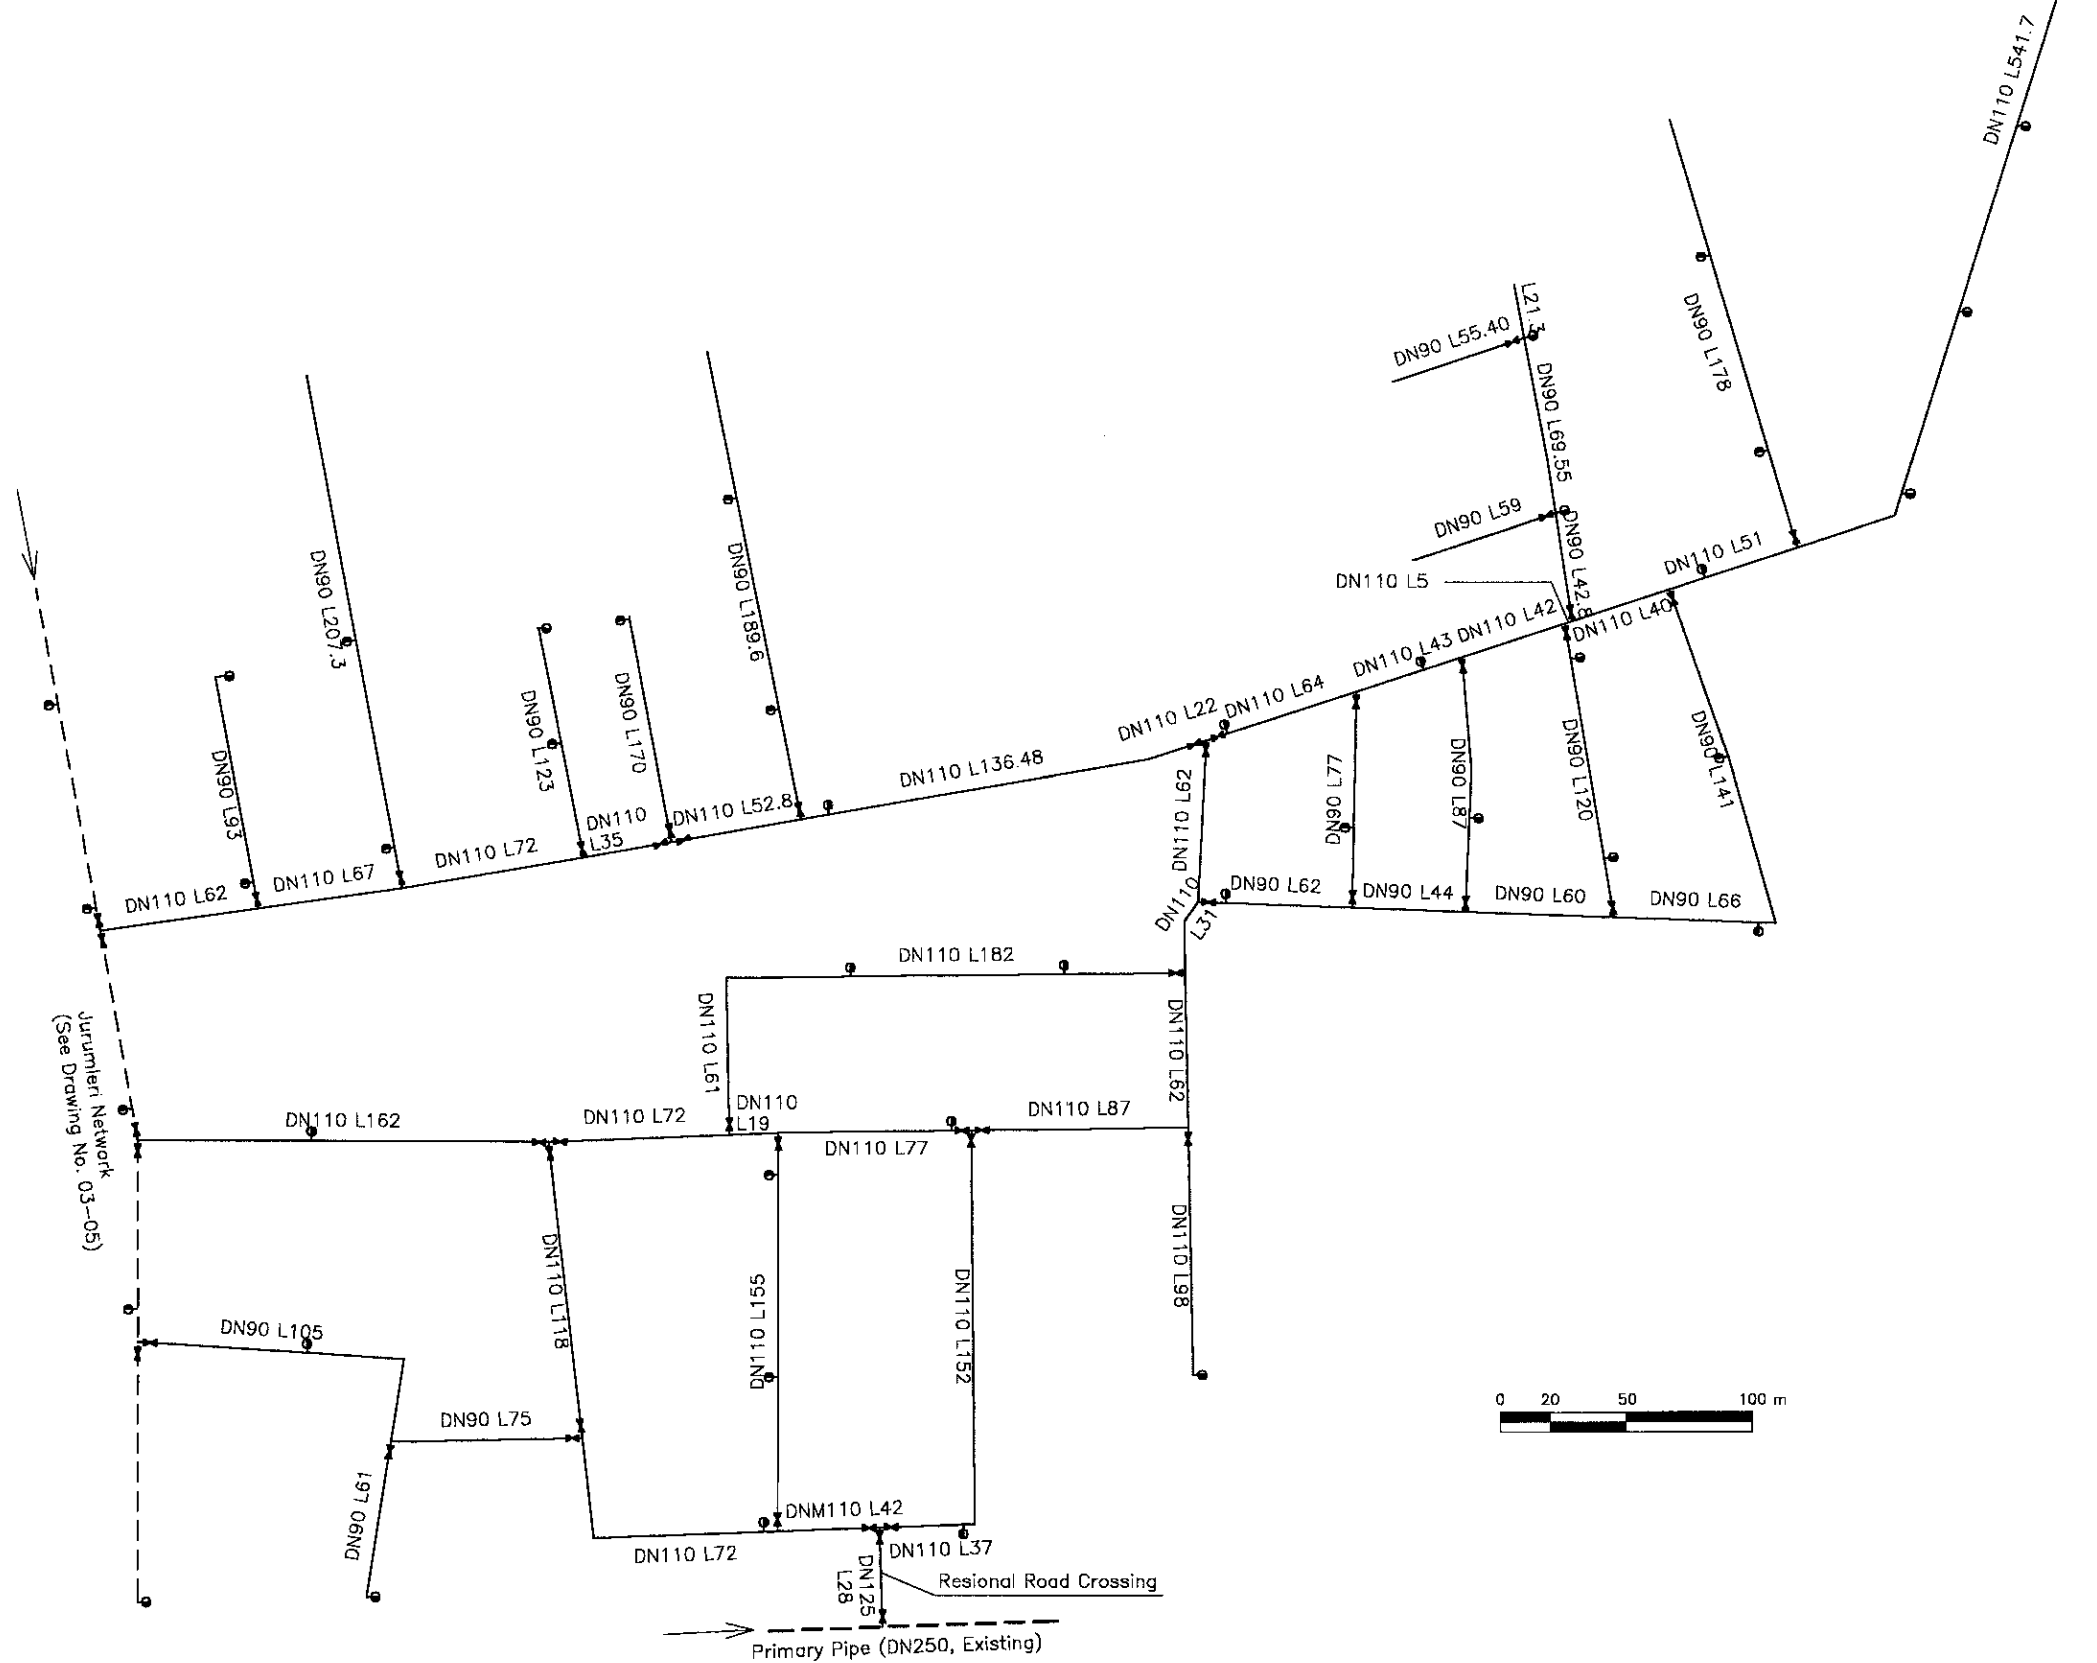 DN110 L541.7
DN90 L178
L21.3
DN90 L55.40
DN90 L69.55
DN90 L59
DN90 L42.8
DN110 L51
DN110 L5
DN110 L40
DN110 L42
DN110 L43
DN110 L64
DN110 L22
DN90 L207.3
DN90 L189.6
DN90 L93
DN90 L123
DN90 L170
DN110 L136.48
DN110 L52.8
DN110
L35
DN110 L72
DN110 L67
DN110 L62
DN110 L62
DN90 L77
DN90 L87
DN90 L120
DN90 L141
DN90 L62
DN90 L44
DN90 L60
DN90 L66
DN110
L31
DN110 L182
DN110 L61
DN110 L62
Jurumleri Network
(See Drawing No. 03-05)
DN110 L162
DN110 L72
DN110
L19
DN110 L87
DN110 L77
DN110 L118
DN110 L155
DN110 L152
DN110 L98
DN90 L105
DN90 L75
DN90 L61
DNM110 L42
DN110 L72
DN110 L37
DN125
L28
Resional Road Crossing
Primary Pipe (DN250, Existing)
0 20 50 100 m